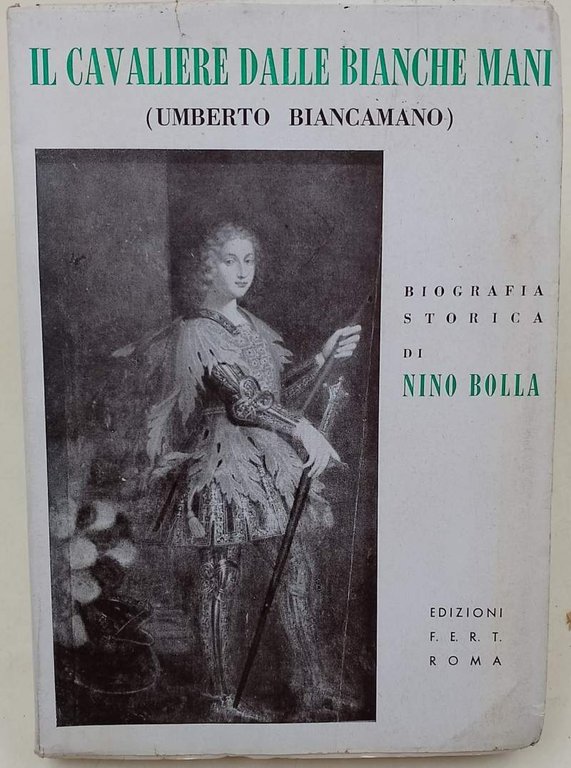 IL CAVALIERE DALLE BIANCHE MANI
(UMBERTO BIANCAMANO)
BIOGRAFIA
STORICA
DI
NINO BOLLA
EDIZIONI
F. E. R. T.
ROMA